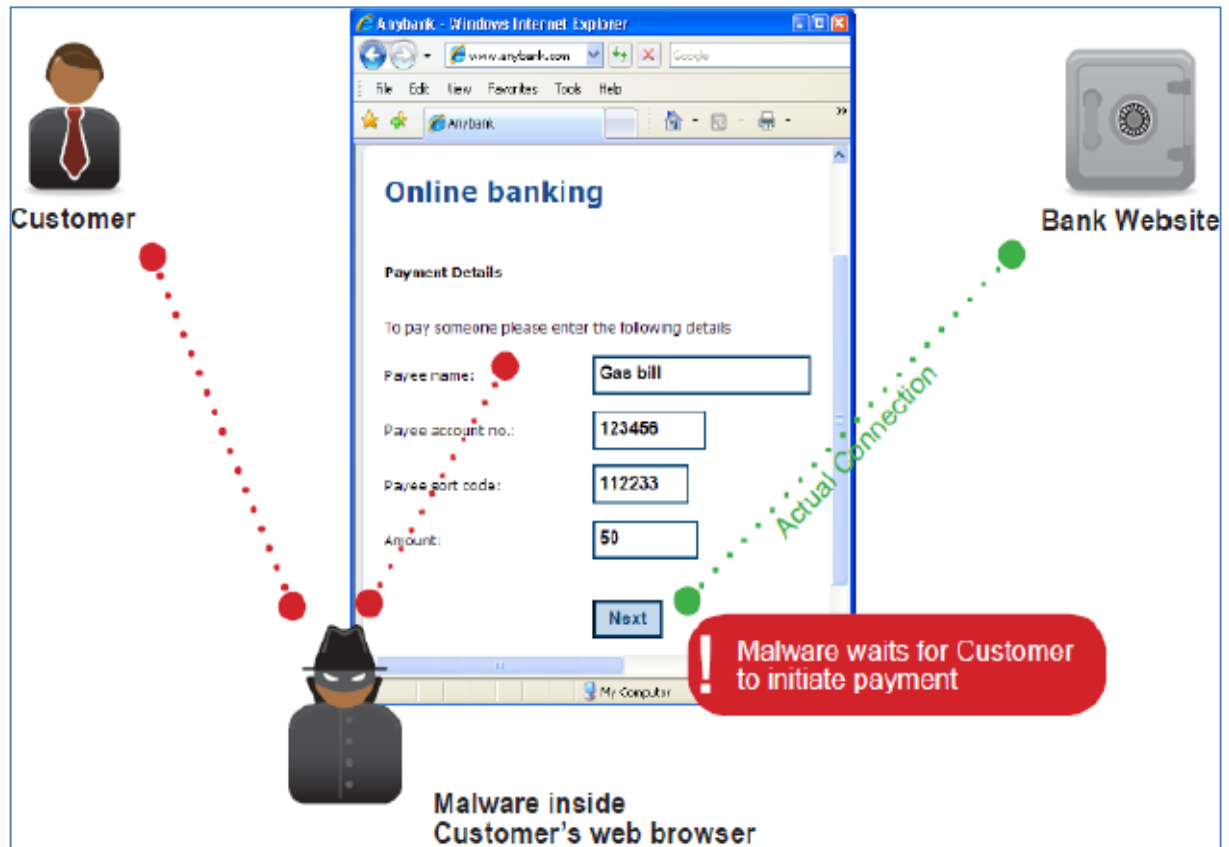 Anybank - Windows Internet Explorer
www.anybank.com
Google
File Edit View Favorites Tools Help
Anybank
»
Online banking
Customer
Bank Website
Payment Details
To pay someone please enter the following details
Payee name: Gas bill
Payee account no.: 123456
Payee sort code: 112233
Amount: 50
Actual Connection
Next
! Malware waits for Customer
to initiate payment
My Computer
Malware inside
Customer's web browser